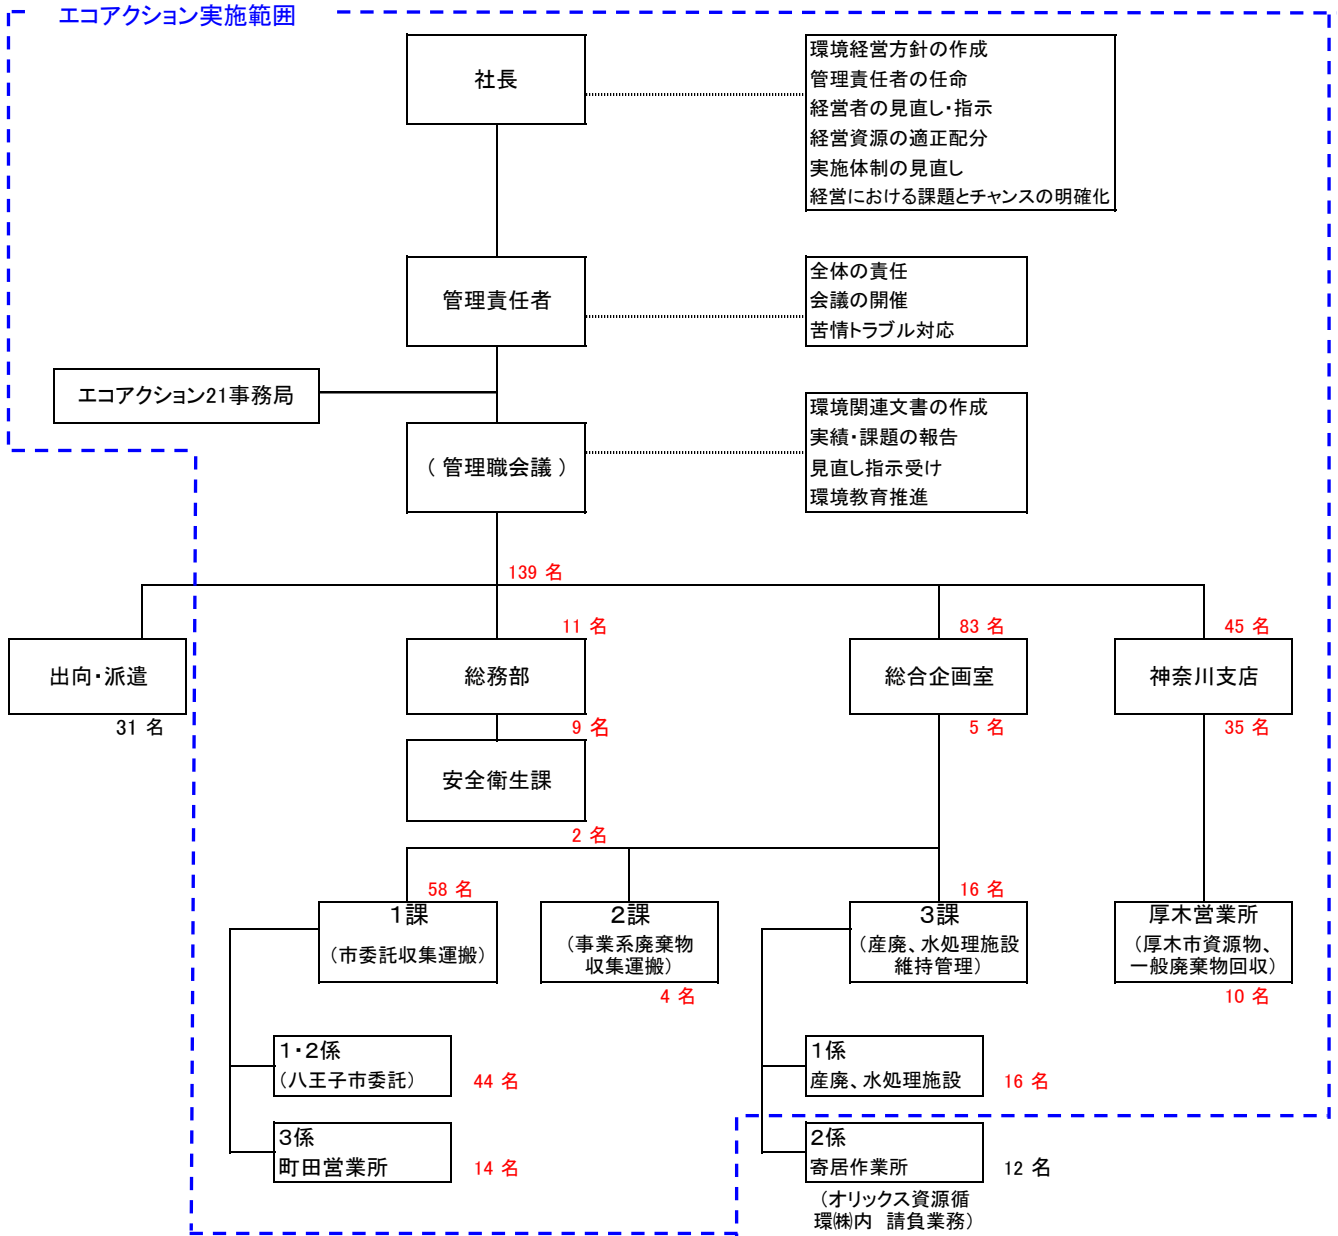 エコアクション実施範囲
社長
環境経営方針の作成
管理責任者の任命
経営者の見直し・指示
経営資源の適正配分
実施体制の見直し
経営における課題とチャンスの明確化
管理責任者
全体の責任
会議の開催
苦情トラブル対応
エコアクション21事務局
（ 管理職会議 ）
環境関連文書の作成
実績・課題の報告
見直し指示受け
環境教育推進
139 名
出向・派遣
31 名
11 名
総務部
9 名
安全衛生課
2 名
83 名
総合企画室
5 名
45 名
神奈川支店
35 名
58 名
1課
（市委託収集運搬）
2課
（事業系廃棄物
収集運搬）
4 名
16 名
3課
（産廃、水処理施設
維持管理）
厚木営業所
（厚木市資源物、
一般廃棄物回収）
10 名
1・2係
（八王子市委託）
44 名
3係
町田営業所
14 名
1係
産廃、水処理施設
16 名
2係
寄居作業所
12 名
（オリックス資源循
環㈱内 請負業務）